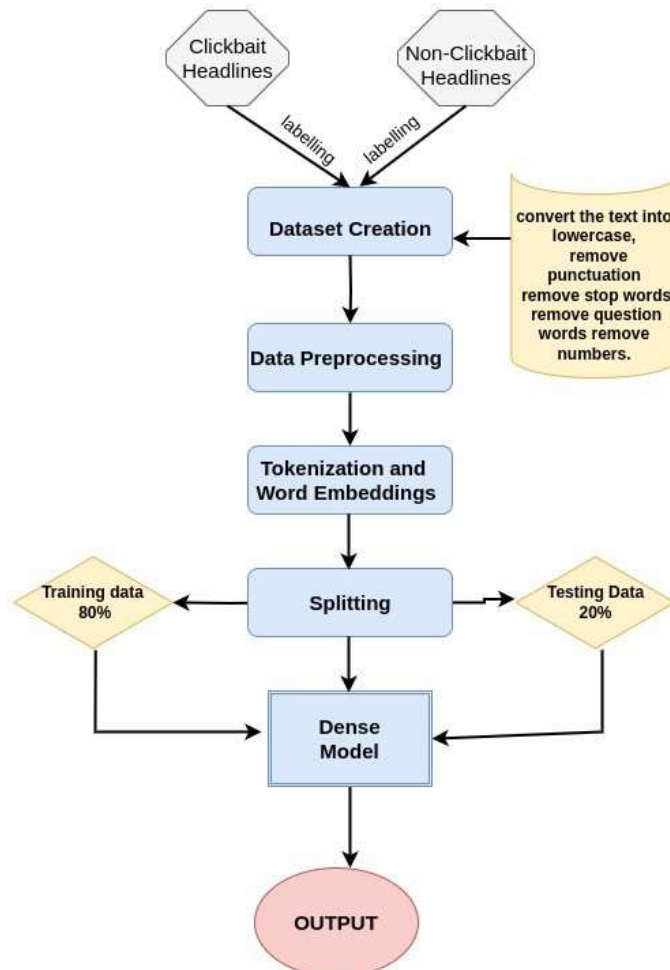 Clickbait
Headlines
Non-Clickbait
Headlines
labelling
labelling
Dataset Creation
convert the text into
lowercase,
remove
punctuation
remove stop words
remove question
words remove
numbers.
Data Preprocessing
Tokenization and
Word Embeddings
Training data
80%
Splitting
Testing Data
20%
Dense
Model
OUTPUT